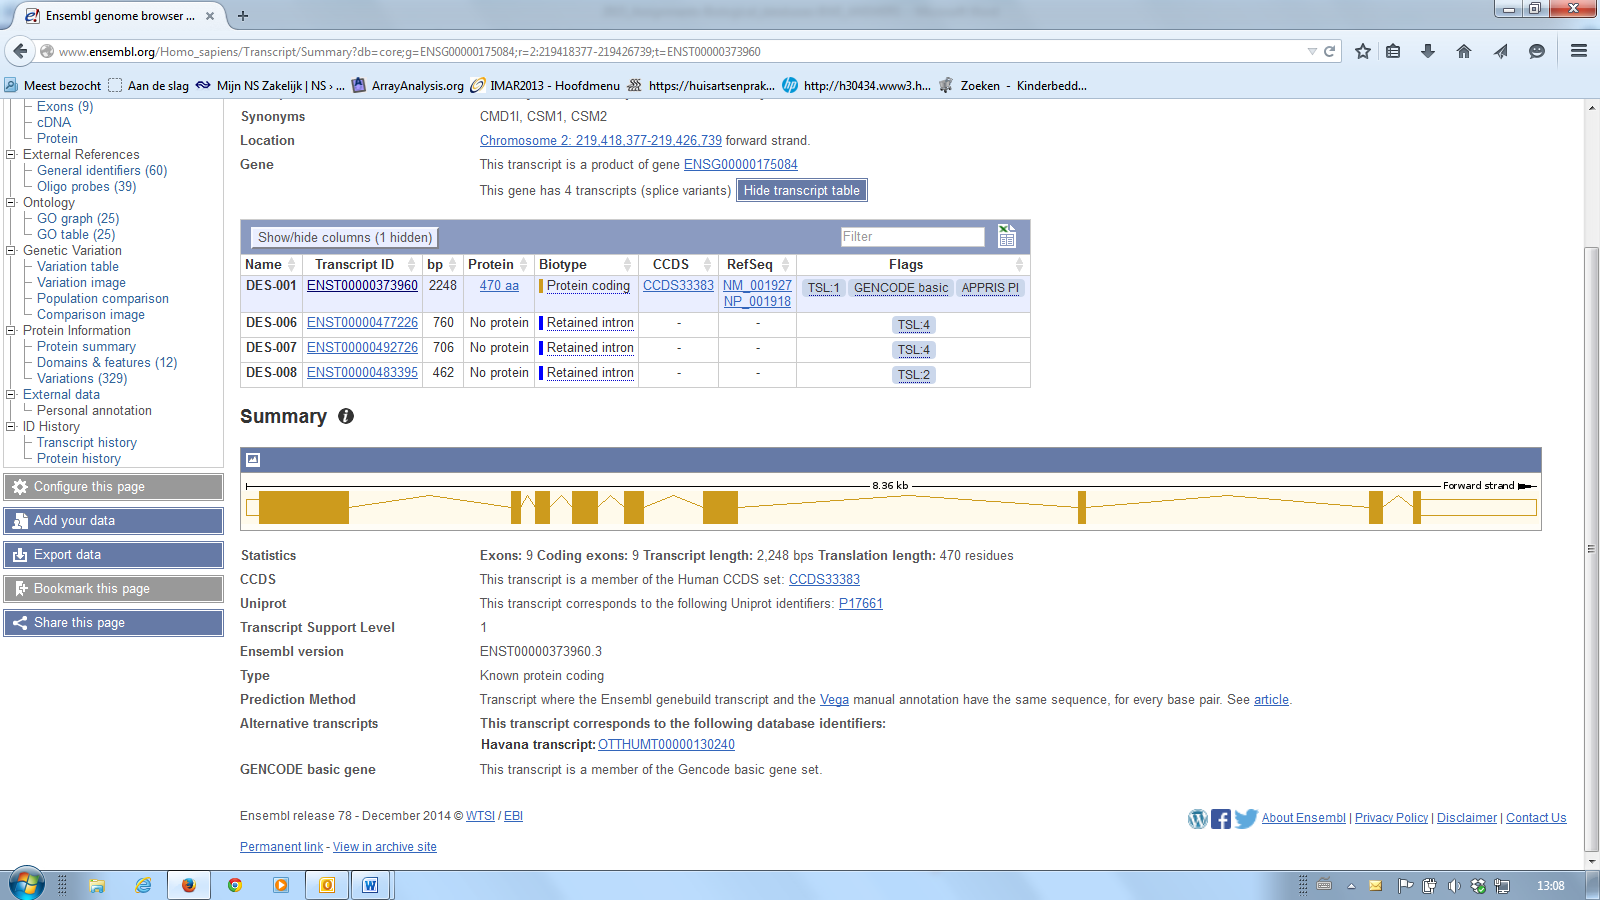 Ensembl genome browser ...
www.ensembl.org/Homo_sapiens/Transcript/Summary?db=core;g=ENSG00000175084;r=2:219418377-219426739;t=ENST00000373960
Meest bezocht Aan de slag Mijn NS Zakelijk | NS › ... ArrayAnalysis.org IMAR2013 - Hoofdmenu https://huisartsenprak... http://h30434.www3.h... Zoeken - Kinderbedd...
Exons (9)
cDNA
Protein
External References
General identifiers (60)
Oligo probes (39)
Ontology
GO graph (25)
GO table (25)
Genetic Variation
Variation table
Variation image
Population comparison
Comparison image
Protein Information
Protein summary
Domains & features (12)
Variations (329)
External data
Personal annotation
ID History
Transcript history
Protein history
Configure this page
Add your data
Export data
Bookmark this page
Share this page
Synonyms CMD1I, CSM1, CSM2
Location Chromosome 2: 219,418,377-219,426,739 forward strand.
Gene This transcript is a product of gene ENSG00000175084
This gene has 4 transcripts (splice variants) Hide transcript table
Show/hide columns (1 hidden) Filter
Name Transcript ID bp Protein Biotype CCDS RefSeq Flags
DES-001 ENST00000373960 2248 470 aa Protein coding CCDS33383 NM_001927 TSL:1 GENCODE basic APPRIS PI
NP_001918
DES-006 ENST00000477226 760 No protein Retained intron - - TSL:4
DES-007 ENST00000492726 706 No protein Retained intron - - TSL:4
DES-008 ENST00000483395 462 No protein Retained intron - - TSL:2
Summary
8.36 kb Forward strand
Statistics Exons: 9 Coding exons: 9 Transcript length: 2,248 bps Translation length: 470 residues
CCDS This transcript is a member of the Human CCDS set: CCDS33383
Uniprot This transcript corresponds to the following Uniprot identifiers: P17661
Transcript Support Level 1
Ensembl version ENST00000373960.3
Type Known protein coding
Prediction Method Transcript where the Ensembl genebuild transcript and the Vega manual annotation have the same sequence, for every base pair. See article.
Alternative transcripts This transcript corresponds to the following database identifiers:
Havana transcript: OTTHUMT00000130240
GENCODE basic gene This transcript is a member of the Gencode basic gene set.
Ensembl release 78 - December 2014 © WTSI / EBI
About Ensembl | Privacy Policy | Disclaimer | Contact Us
Permanent link - View in archive site
13:08